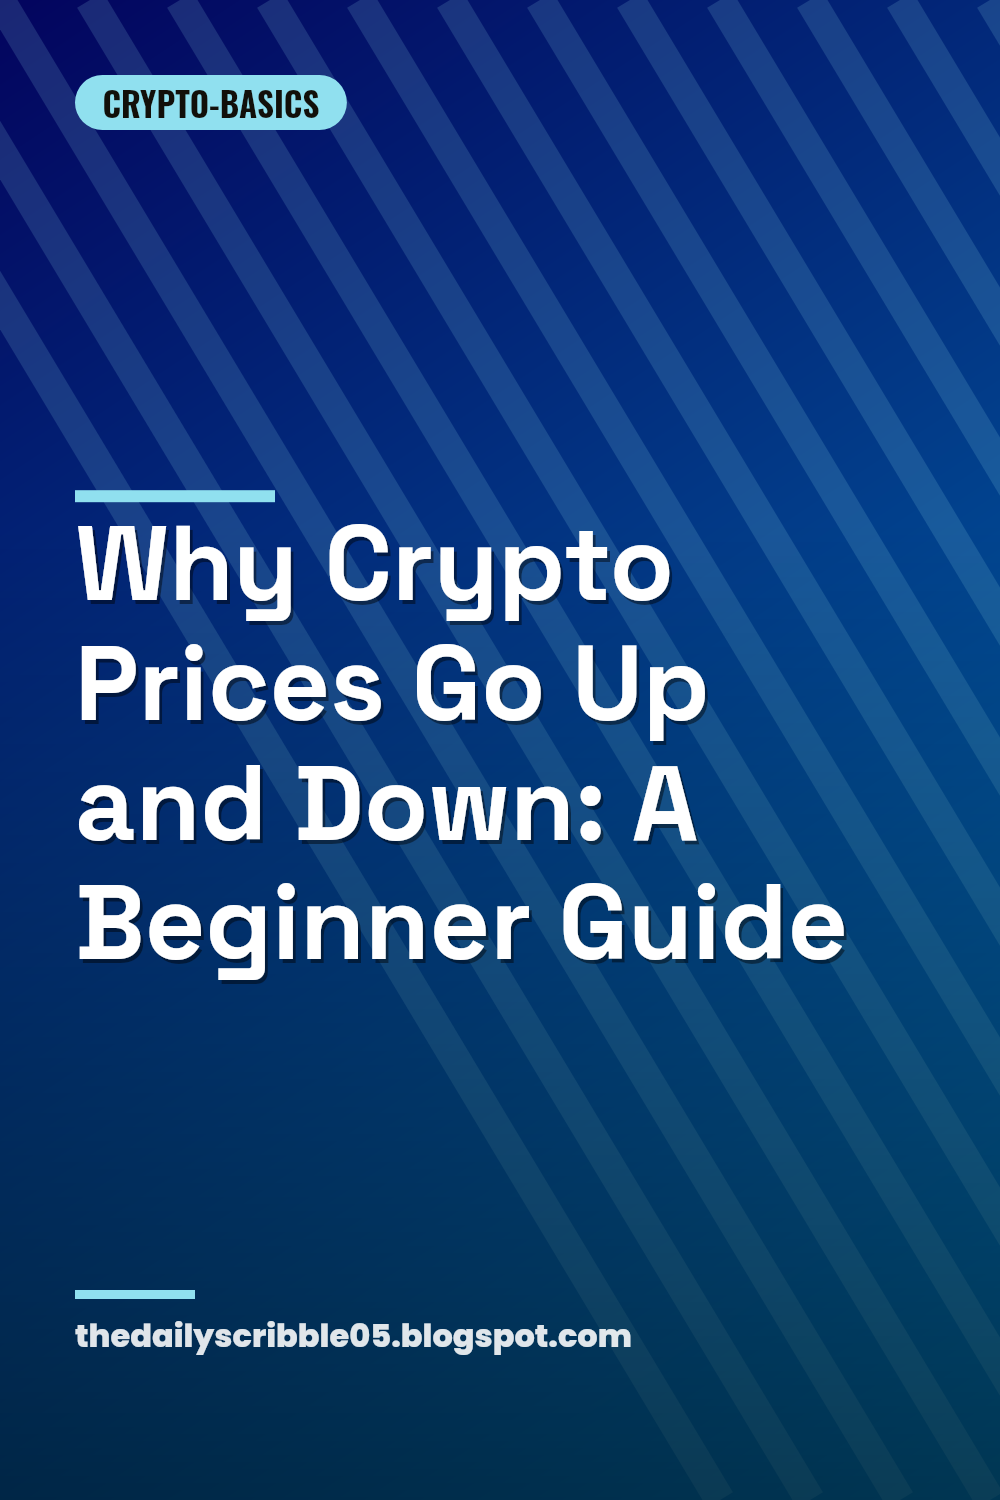 CRYPTO-BASICS
Why Crypto
Prices Go Up
and Down: A
Beginner Guide
thedailyscribble05.blogspot.com